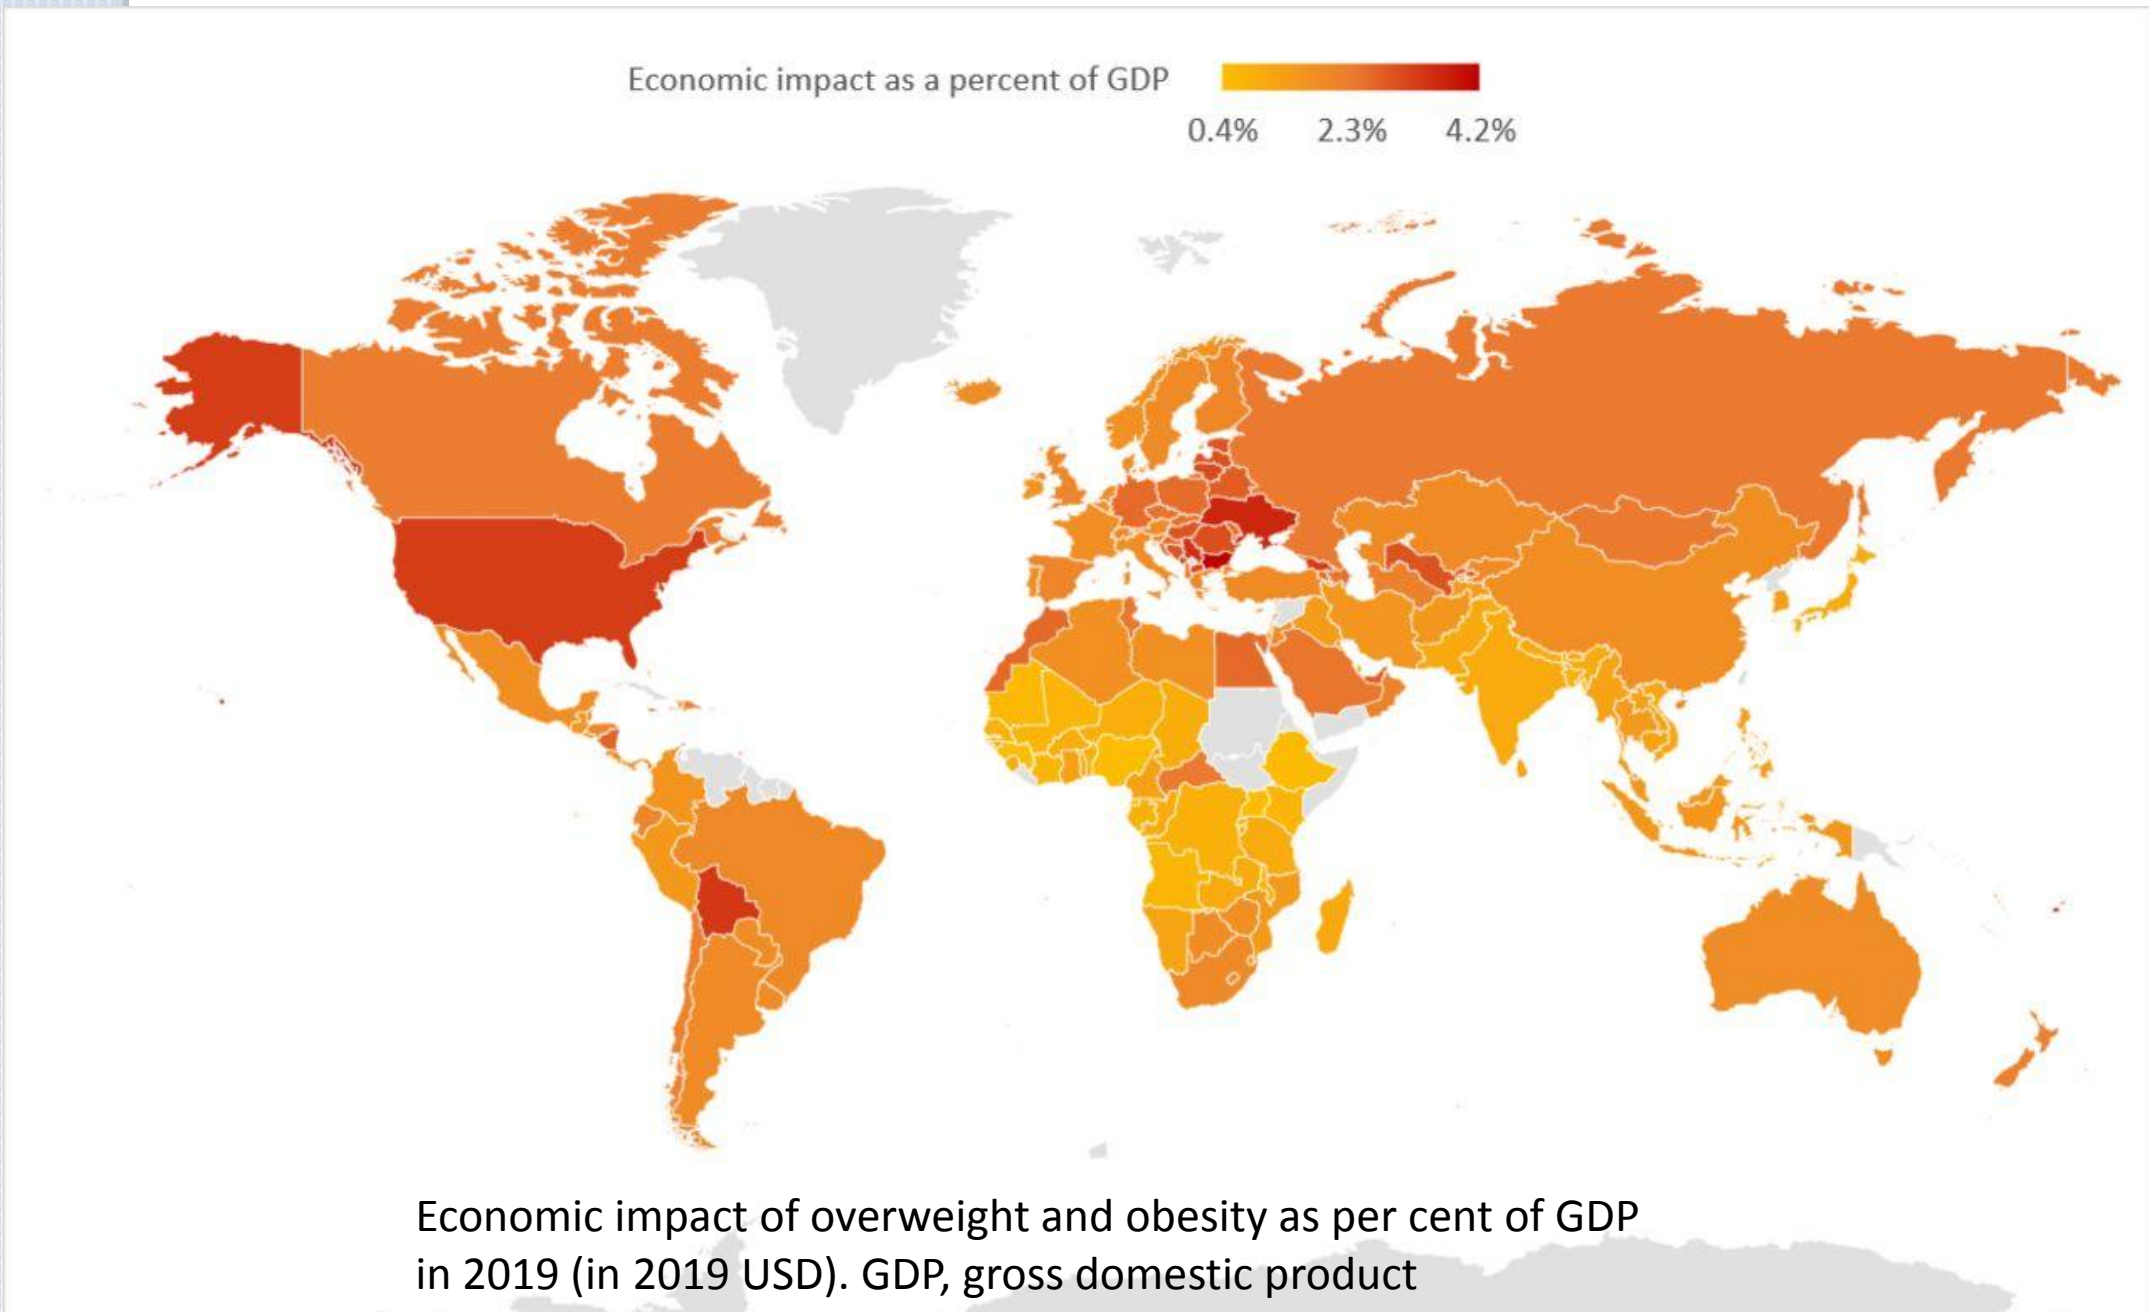 Economic impact as a percent of GDP
0.4% 2.3% 4.2%
Economic impact of overweight and obesity as per cent of GDP
in 2019 (in 2019 USD). GDP, gross domestic product